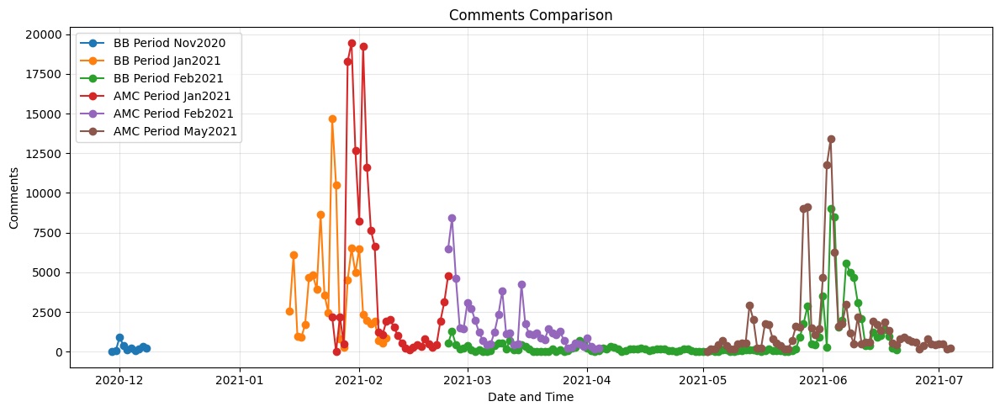 Comments Comparison
BB Period Nov2020
BB Period Jan2021
BB Period Feb2021
AMC Period Jan2021
AMC Period Feb2021
AMC Period May2021
Comments
20000
17500
15000
12500
10000
7500
5000
2500
0
2020-12 2021-01 2021-02 2021-03 2021-04 2021-05 2021-06 2021-07
Date and Time